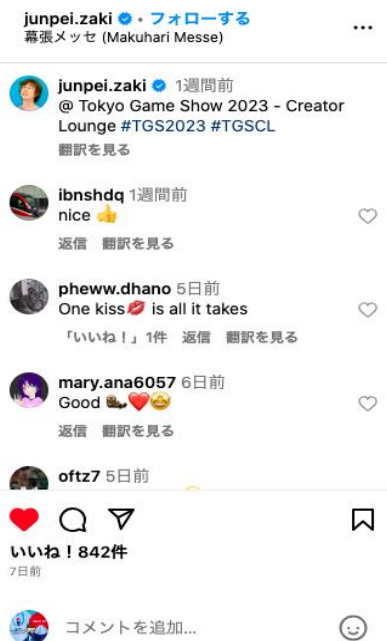 junpei.zaki • フォローする
幕張メッセ (Makuhari Messe)
junpei.zaki 1週間前
@ Tokyo Game Show 2023 - Creator
Lounge #TGS2023 #TGSCL
翻訳を見る
ibnshdq 1週間前
nice 👍
返信 翻訳を見る
pheww.dhano 5日前
One kiss💋 is all it takes
「いいね！」1件 返信 翻訳を見る
mary.ana6057 6日前
Good ❤️🤩
返信 翻訳を見る
oftz7 5日前
いいね！842件
7日前
コメントを追加...